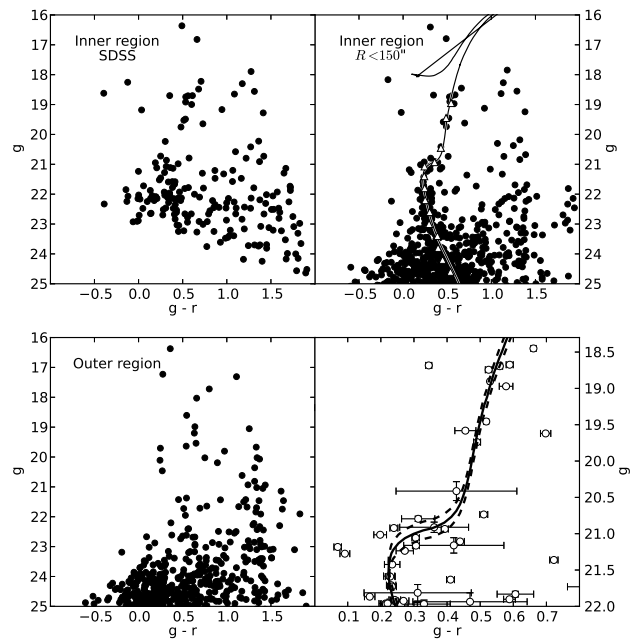 16
17
18
19
20
21
22
23
24
25
g
Inner region
SDSS
−0.5 0.0 0.5 1.0 1.5
g - r
Inner region
R<150"
16
17
18
19
20
21
22
23
24
25
g
−0.5 0.0 0.5 1.0 1.5
g - r
16
17
18
19
20
21
22
23
24
25
g
Outer region
−0.5 0.0 0.5 1.0 1.5
g - r
18.5
19.0
19.5
20.0
20.5
21.0
21.5
22.0
g
0.1 0.2 0.3 0.4 0.5 0.6 0.7
g - r